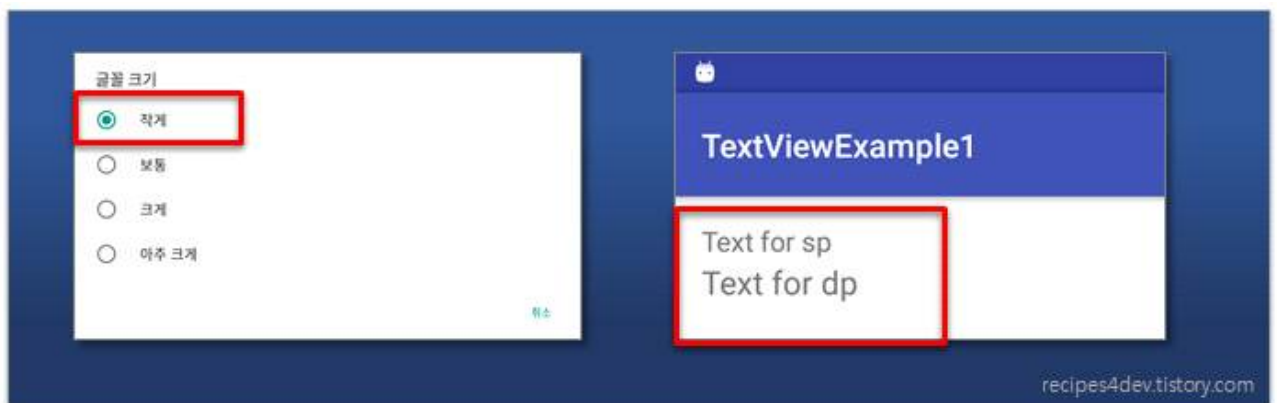 글꼴 크기
작게
보통
크게
아주 크게
취소
TextViewExample1
Text for sp
Text for dp
recipes4dev.tistory.com